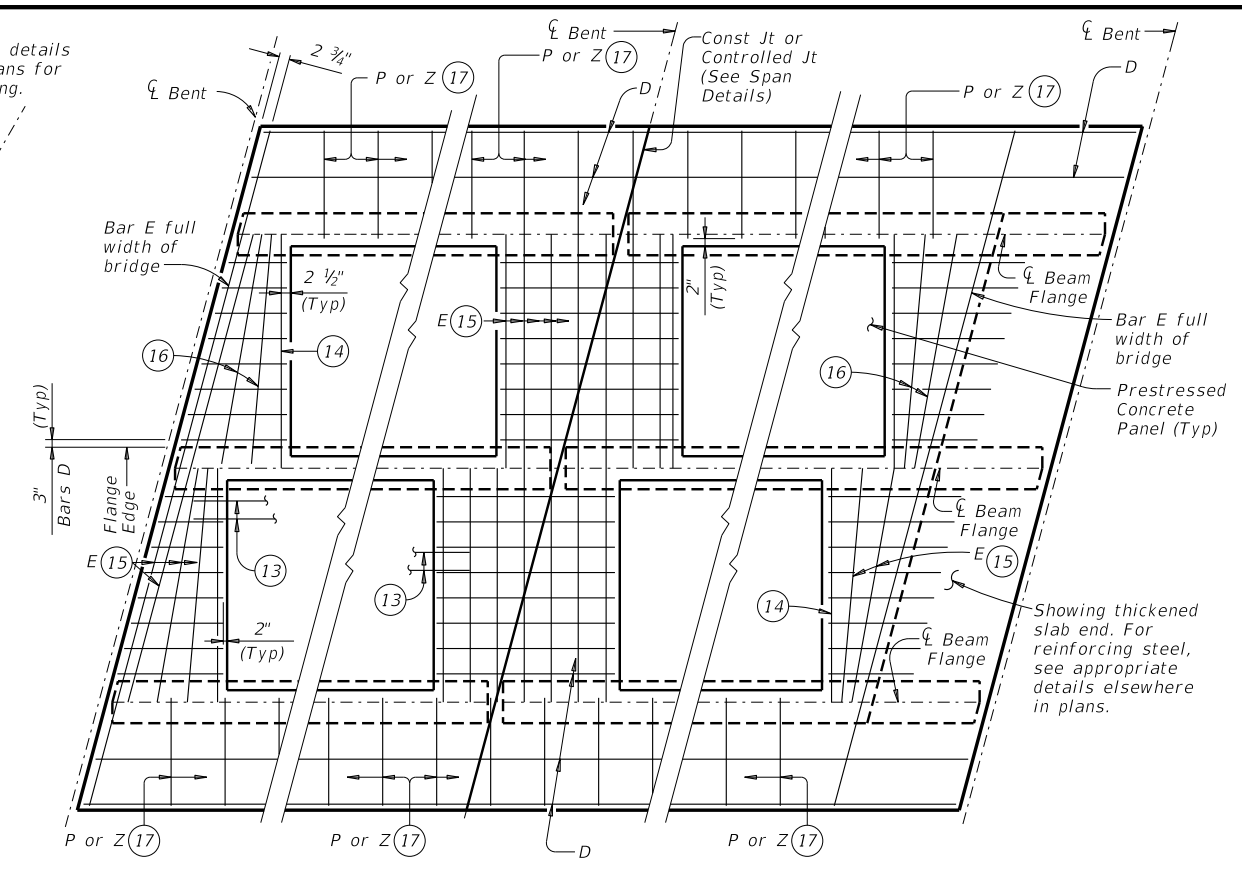 details
ans for
ng.
2 ¾"
℄ Bent
P or Z 17
℄ Bent
P or Z 17
D
Const Jt or
Controlled Jt
(See Span
Details)
℄ Bent
D
P or Z 17
Bar E full
width of
bridge
2 ½"
(Typ)
E 15
2"
(Typ)
℄ Beam
Flange
Bar E full
width of
bridge
16
14
16
Prestressed
Concrete
Panel (Typ)
(Typ)
3"
Bars D
Flange
Edge
℄ Beam
Flange
E 15
13
13
E 15
14
2"
(Typ)
℄ Beam
Flange
Showing thickened
slab end. For
reinforcing steel,
see appropriate
details elsewhere
in plans.
P or Z 17
P or Z 17
D
P or Z 17